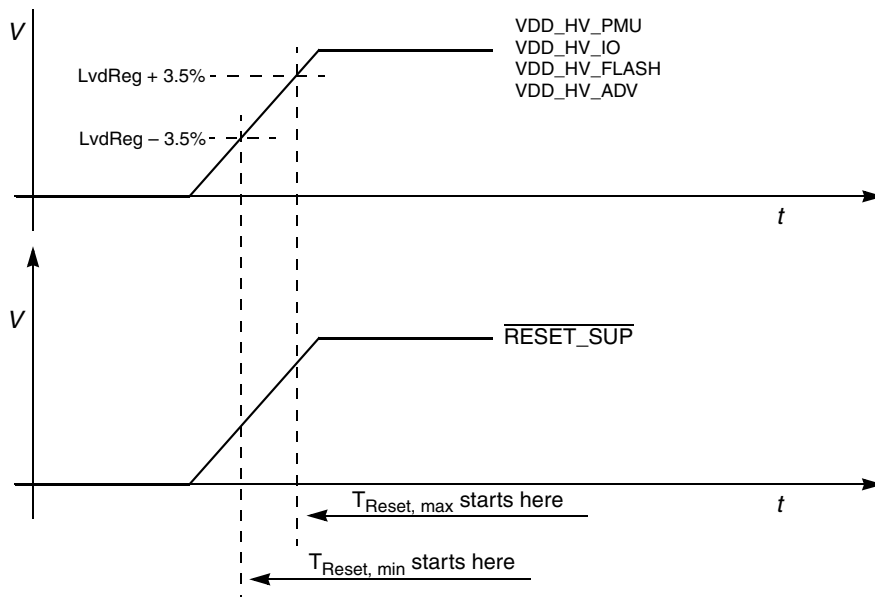 V
VDD_HV_PMU
VDD_HV_IO
VDD_HV_FLASH
VDD_HV_ADV
LvdReg + 3.5%
LvdReg – 3.5%
t
V
RESET_SUP
t
TReset, max starts here
TReset, min starts here